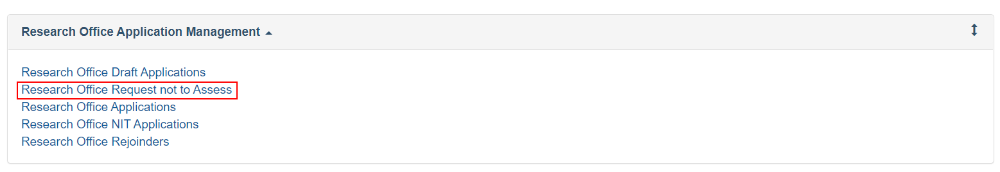 Research Office Application Management
Research Office Draft Applications
Research Office Request not to Assess
Research Office Applications
Research Office NIT Applications
Research Office Rejoinders